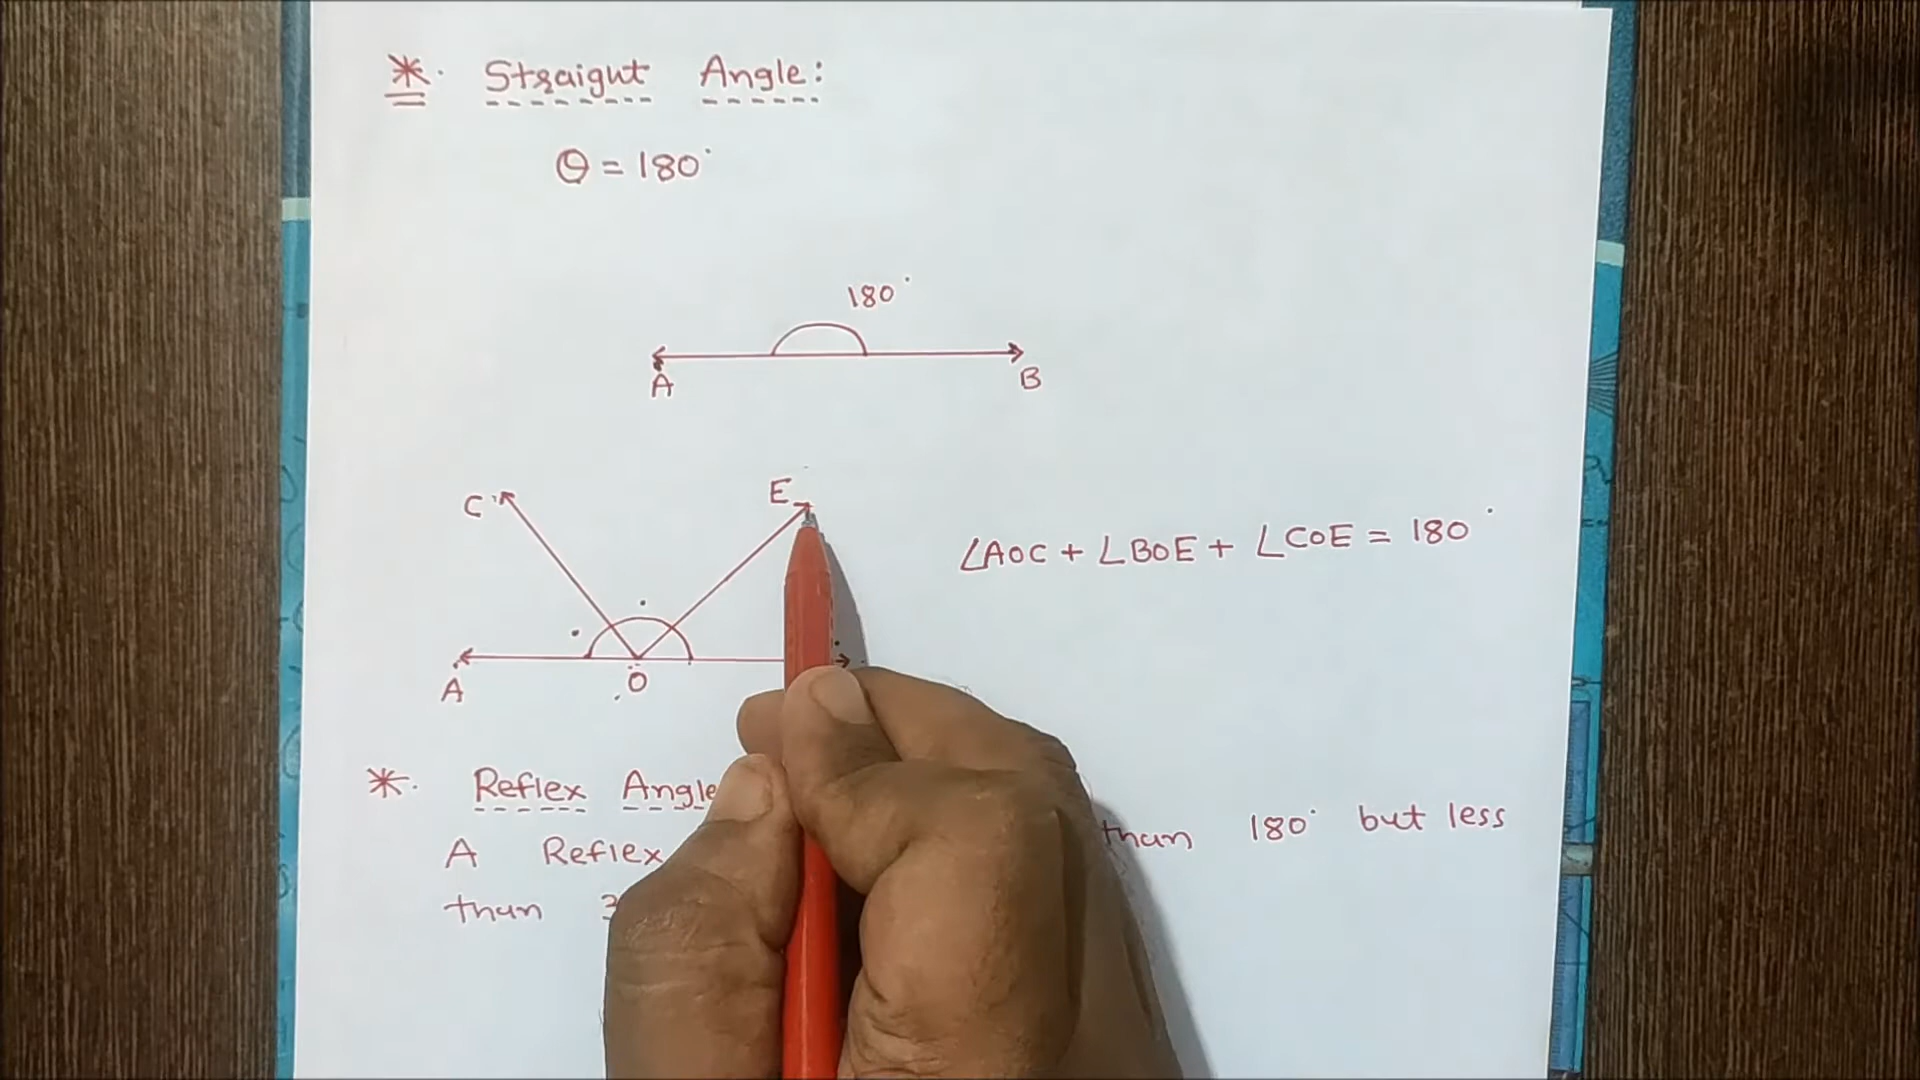 *. Straight Angle:
θ = 180°
180°
A B
C E
∠AOC + ∠BOE + ∠COE = 180°
A O
*. Reflex Angle
A Reflex than 180° but less
than